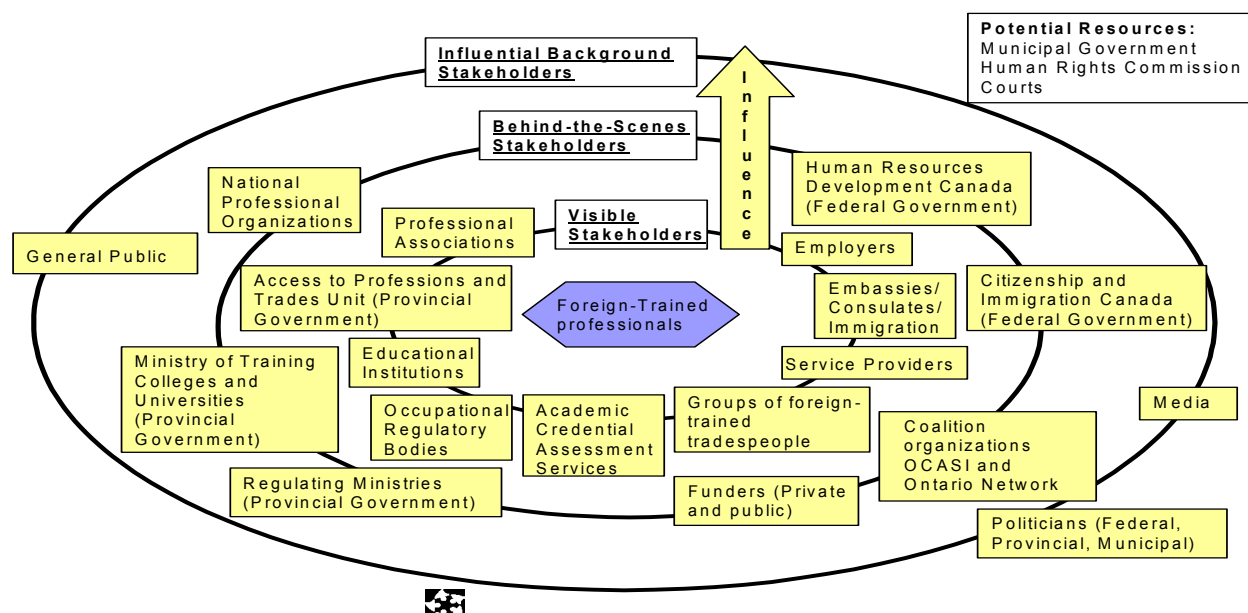 Influential Background
Stakeholders
Potential Resources:
Municipal Government
Human Rights Commission
Courts
Influence
Behind-the-Scenes
Stakeholders
Human Resources
Development Canada
(Federal Government)
National
Professional
Organizations
Visible
Stakeholders
Professional
Associations
General Public
Employers
Access to Professions and
Trades Unit (Provincial
Government)
Foreign-Trained
professionals
Embassies/
Consulates/
Immigration
Citizenship and
Immigration Canada
(Federal Government)
Educational
Institutions
Service Providers
Ministry of Training
Colleges and
Universities
(Provincial
Government)
Occupational
Regulatory
Bodies
Academic
Credential
Assessment
Services
Groups of foreign-
trained
tradespeople
Media
Coalition
organizations
OCASI and
Ontario Network
Regulating Ministries
(Provincial Government)
Funders (Private
and public)
Politicians (Federal,
Provincial, Municipal)